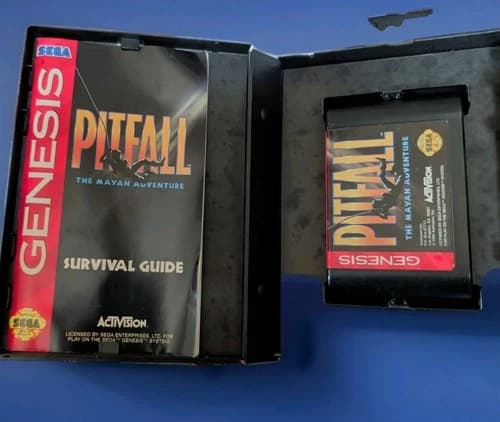 SEGA
GENESIS
PITFALL
THE MAYAN ADVENTURE
SURVIVAL GUIDE
ACTIVISION
LICENSED BY SEGA ENTERPRISES, LTD. FOR
PLAY ON THE SEGA™ GENESIS™ SYSTEM
SEGA
PITFALL
THE MAYAN ADVENTURE
SEGA
ACTIVISION
GENESIS